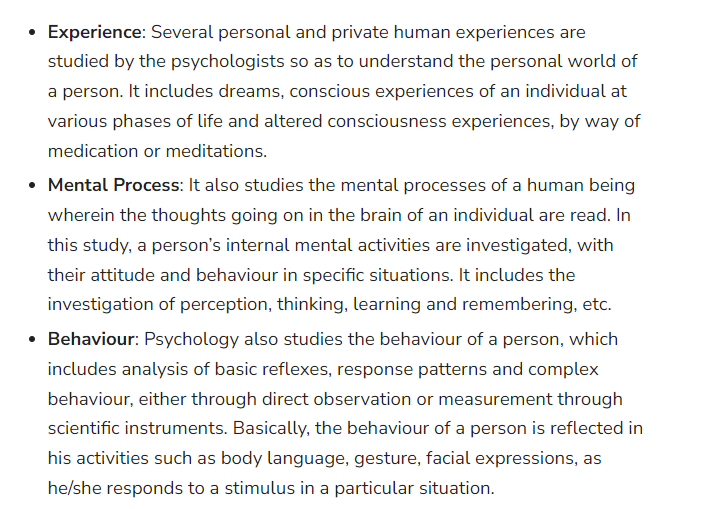 • Experience: Several personal and private human experiences are
studied by the psychologists so as to understand the personal world of
a person. It includes dreams, conscious experiences of an individual at
various phases of life and altered consciousness experiences, by way of
medication or meditations.
• Mental Process: It also studies the mental processes of a human being
wherein the thoughts going on in the brain of an individual are read. In
this study, a person’s internal mental activities are investigated, with
their attitude and behaviour in specific situations. It includes the
investigation of perception, thinking, learning and remembering, etc.
• Behaviour: Psychology also studies the behaviour of a person, which
includes analysis of basic reflexes, response patterns and complex
behaviour, either through direct observation or measurement through
scientific instruments. Basically, the behaviour of a person is reflected in
his activities such as body language, gesture, facial expressions, as
he/she responds to a stimulus in a particular situation.